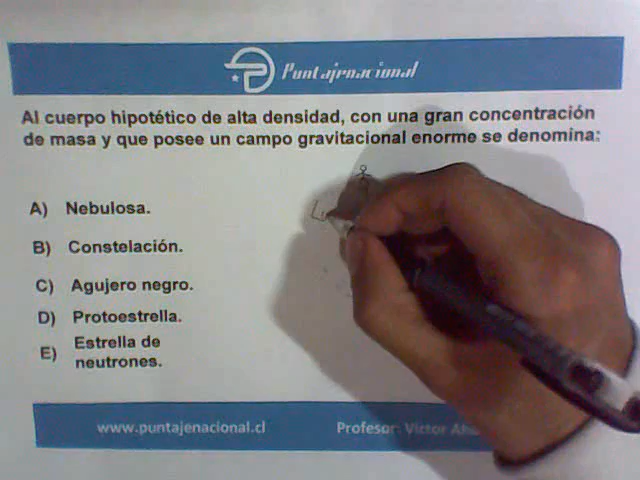 Puntajenacional
Al cuerpo hipotético de alta densidad, con una gran concentración
de masa y que posee un campo gravitacional enorme se denomina:
A) Nebulosa.
B) Constelación.
C) Agujero negro.
D) Protoestrella.
E) Estrella de
neutrones.
www.puntajenacional.cl Profesor: Víctor